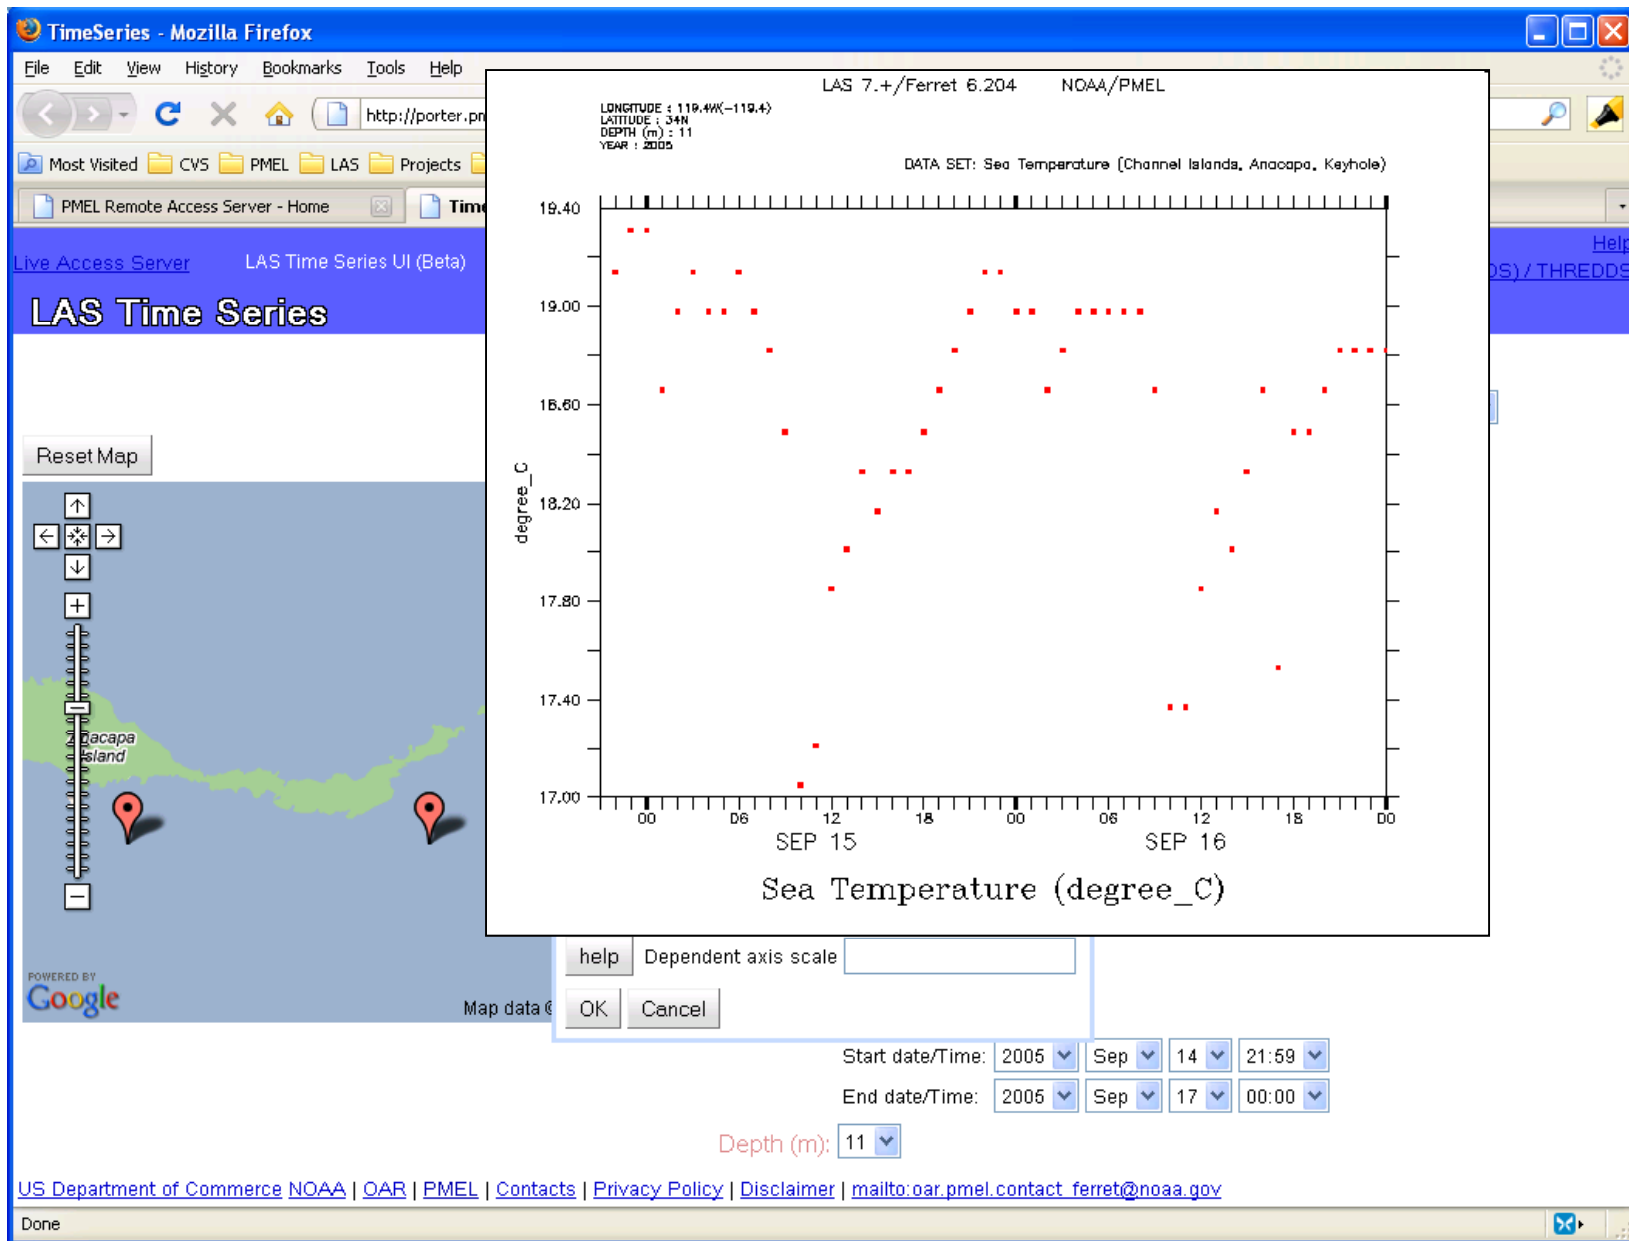 TimeSeries - Mozilla Firefox
File Edit View History Bookmarks Tools Help
http://porter.pm
Most Visited CVS PMEL LAS Projects
PMEL Remote Access Server - Home
Time
Live Access Server
LAS Time Series UI (Beta)
Help
OS) / THREDDS
LAS Time Series
LAS 7.+/Ferret 6.204 NOAA/PMEL
LONGITUDE : 119.4W(-119.4)
LATITUDE : 34N
DEPTH (m) : 11
YEAR : 2005
DATA SET: Sea Temperature (Channel Islands, Anacapa, Keyhole)
19.40
19.00
18.60
18.20
17.80
17.40
17.00
degree_C
00 06 12 18 00 06 12 18 00
SEP 15 SEP 16
Sea Temperature (degree_C)
Reset Map
Anacapa
Island
POWERED BY
Google
Map data ©
help Dependent axis scale
OK Cancel
Start date/Time: 2005 Sep 14 21:59
End date/Time: 2005 Sep 17 00:00
Depth (m): 11
US Department of Commerce NOAA | OAR | PMEL | Contacts | Privacy Policy | Disclaimer | mailto:oar.pmel.contact_ferret@noaa.gov
Done